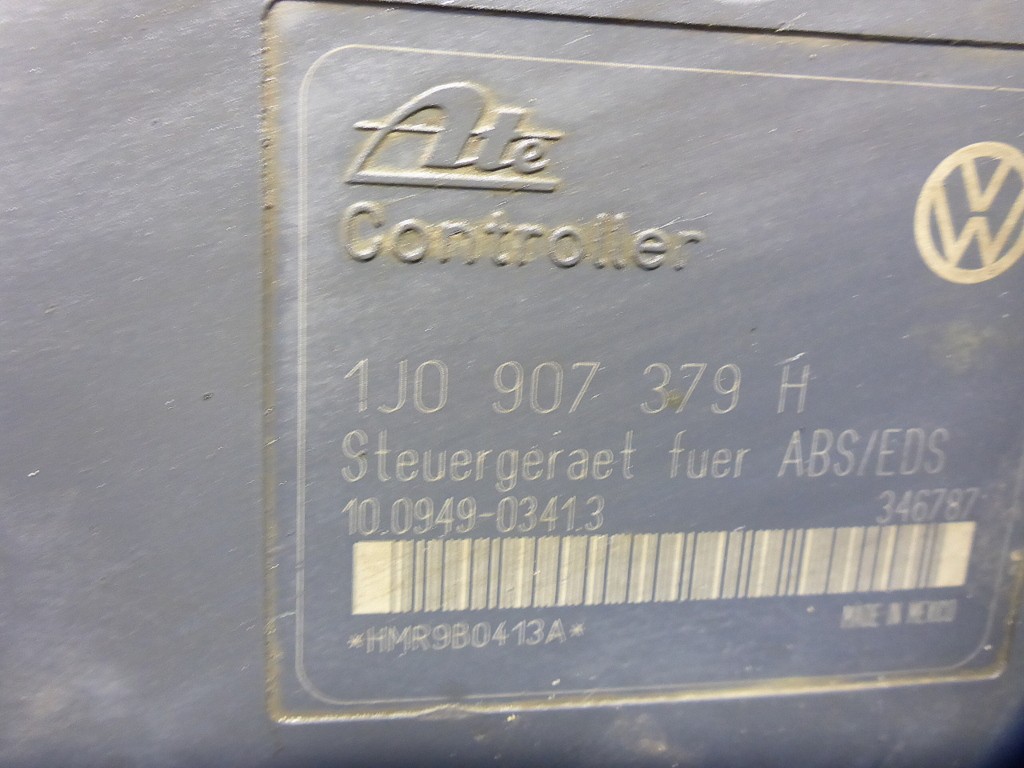 Ate
Controller
1J0 907 379 H
Steuergeraet fuer ABS/EDS
10.0949-0341.3 346787
*HMR9B0413A*
MADE IN MEXICO